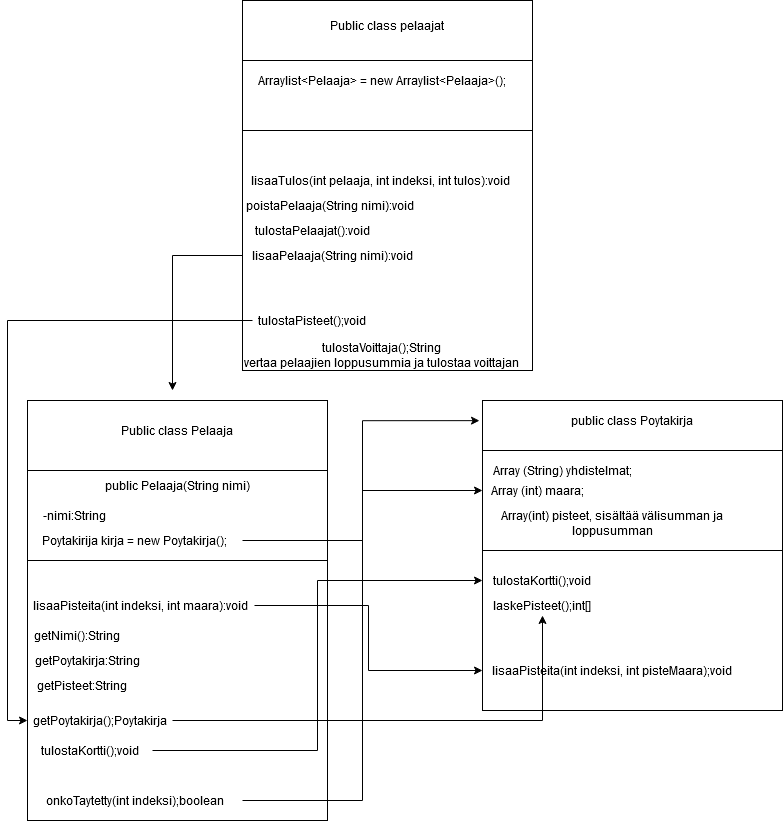 Public class pelaajat
Arraylist<Pelaaja> = new Arraylist<Pelaaja>();
lisaaTulos(int pelaaja, int indeksi, int tulos):void
poistaPelaaja(String nimi):void
tulostaPelaajat():void
lisaaPelaaja(String nimi):void
tulostaPisteet();void
tulostaVoittaja();String
vertaa pelaajien loppusummia ja tulostaa voittajan
Public class Pelaaja
public Pelaaja(String nimi)
-nimi:String
Poytakirija kirja = new Poytakirja();
lisaaPisteita(int indeksi, int maara):void
getNimi():String
getPoytakirja:String
getPisteet:String
getPoytakirja();Poytakirja
tulostaKortti();void
onkoTaytetty(int indeksi);boolean
public class Poytakirja
Array (String) yhdistelmat;
Array (int) maara;
Array(int) pisteet, sisältää välisumman ja
loppusumman
tulostaKortti();void
laskePisteet();int[]
lisaaPisteita(int indeksi, int pisteMaara);void